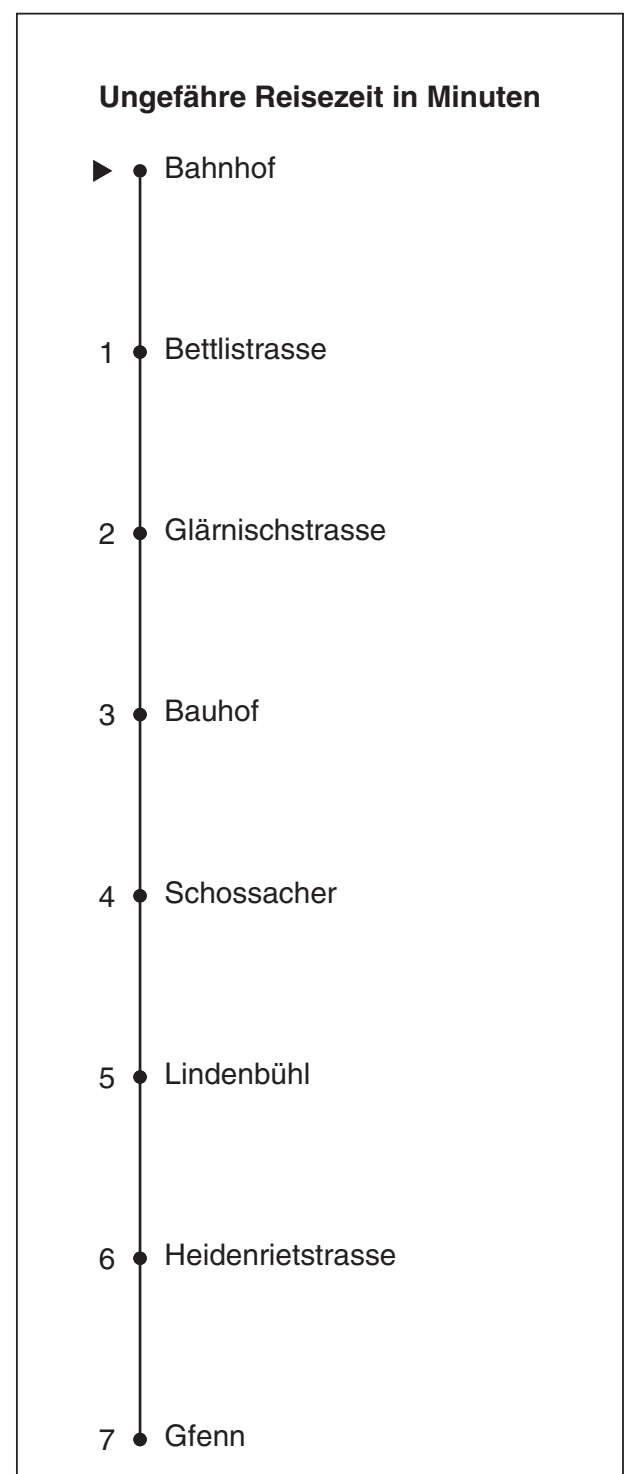 Ungefähre Reisezeit in Minuten
Bahnhof
1 Bettlistrasse
2 Glärnischstrasse
3 Bauhof
4 Schossacher
5 Lindenbühl
6 Heidenrietstrasse
7 Gfenn